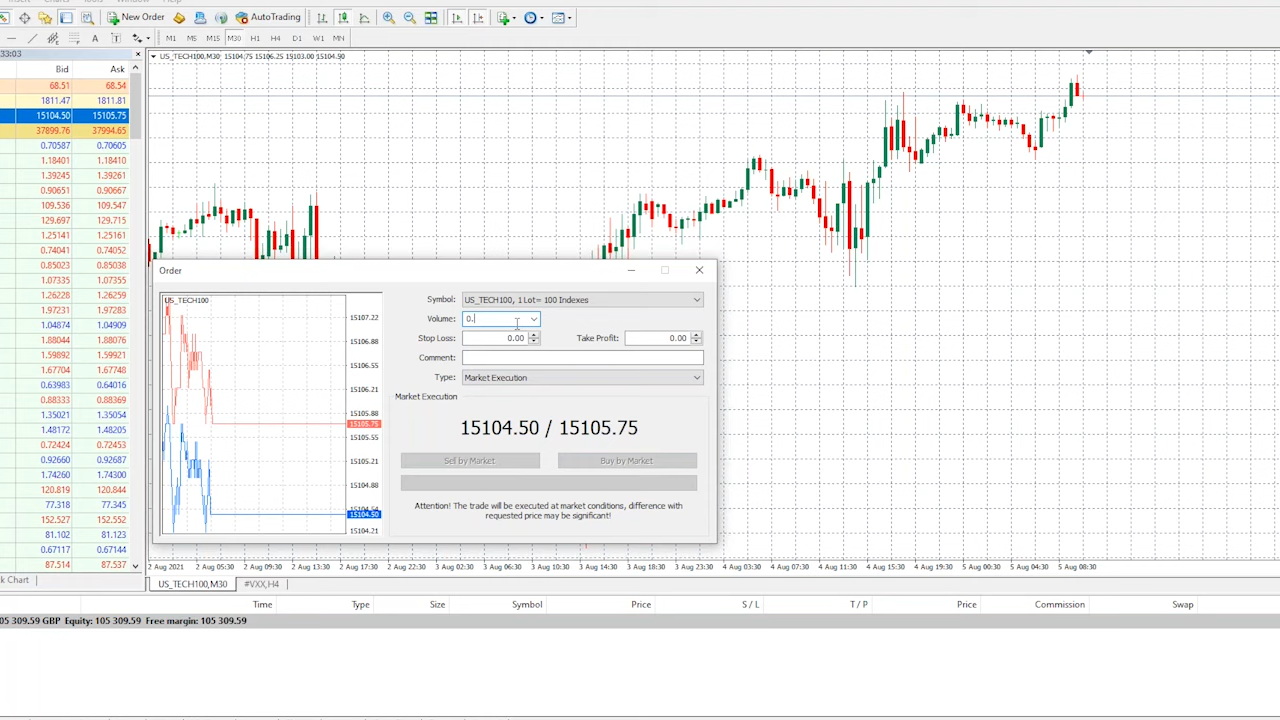 Charts Tools Window Help
New Order AutoTrading
M1 M5 M15 M30 H1 H4 D1 W1 MN
33:03
Bid Ask
68.51 68.54
1811.47 1811.81
15104.50 15105.75
37899.76 37994.65
0.70587 0.70605
1.18401 1.18410
1.39245 1.39261
0.90651 0.90667
109.536 109.547
129.697 129.715
1.25141 1.25161
0.74041 0.74052
0.85023 0.85038
1.07335 1.07355
1.26228 1.26259
1.97231 1.97283
1.04874 1.04909
1.88044 1.88076
1.59892 1.59921
1.67704 1.67748
0.63983 0.64016
0.88333 0.88369
1.35021 1.35054
1.48172 1.48205
0.72424 0.72443
0.92660 0.92687
1.74260 1.74300
120.819 120.844
77.318 77.345
152.527 152.552
81.102 81.123
0.67117 0.67144
87.514 87.537
k Chart
US_TECH100,M30 15104.75 15106.25 15103.00 15104.50
Order
US_TECH100
15107.22
15106.88
15106.55
15106.21
15105.88
15105.75
15105.55
15105.21
15104.88
15104.54
15104.50
15104.21
Symbol: US_TECH100, 1 Lot= 100 Indexes
Volume: 0.
Stop Loss: 0.00 Take Profit: 0.00
Comment:
Type: Market Execution
Market Execution
15104.50 / 15105.75
Sell by Market Buy by Market
Attention! The trade will be executed at market conditions, difference with
requested price may be significant!
2 Aug 2021 2 Aug 05:30 2 Aug 09:30 2 Aug 13:30 2 Aug 17:30 2 Aug 22:30 3 Aug 02:30 3 Aug 06:30 3 Aug 10:30 3 Aug 14:30 3 Aug 18:30 3 Aug 23:30 4 Aug 03:30 4 Aug 07:30 4 Aug 11:30 4 Aug 15:30 4 Aug 19:30 5 Aug 00:30 5 Aug 04:30 5 Aug 08:30
US_TECH100,M30 #VXX,H4
Time Type Size Symbol Price S / L T / P Price Commission Swap
05 309.59 GBP Equity: 105 309.59 Free margin: 105 309.59